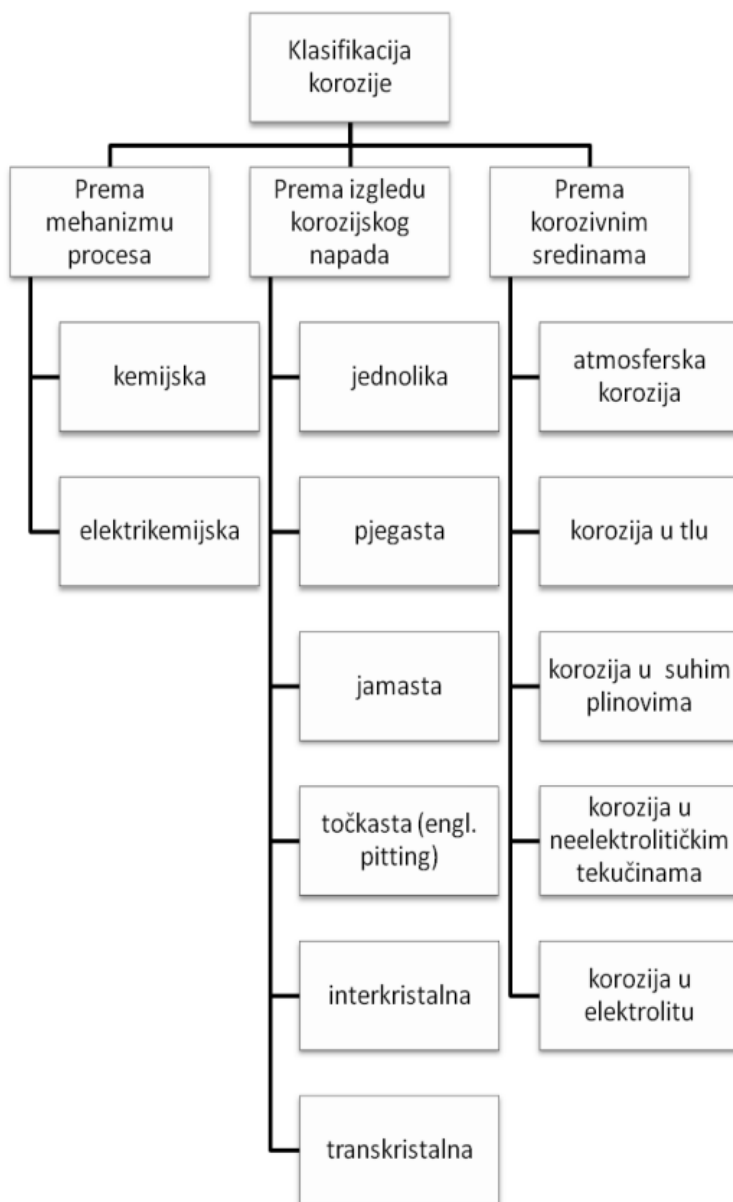 Klasifikacija
korozije
Prema
mehanizmu
procesa
kemijska
elektrikemijska
Prema izgledu
korozijskog
napada
jednolika
pjegasta
jamasta
točkasta (engl.
pitting)
interkristalna
transkristalna
Prema
korozivnim
sredinama
atmosferska
korozija
korozija u tlu
korozija u suhim
plinovima
korozija u
neelektrolitičkim
tekučinama
korozija u
elektrolitu